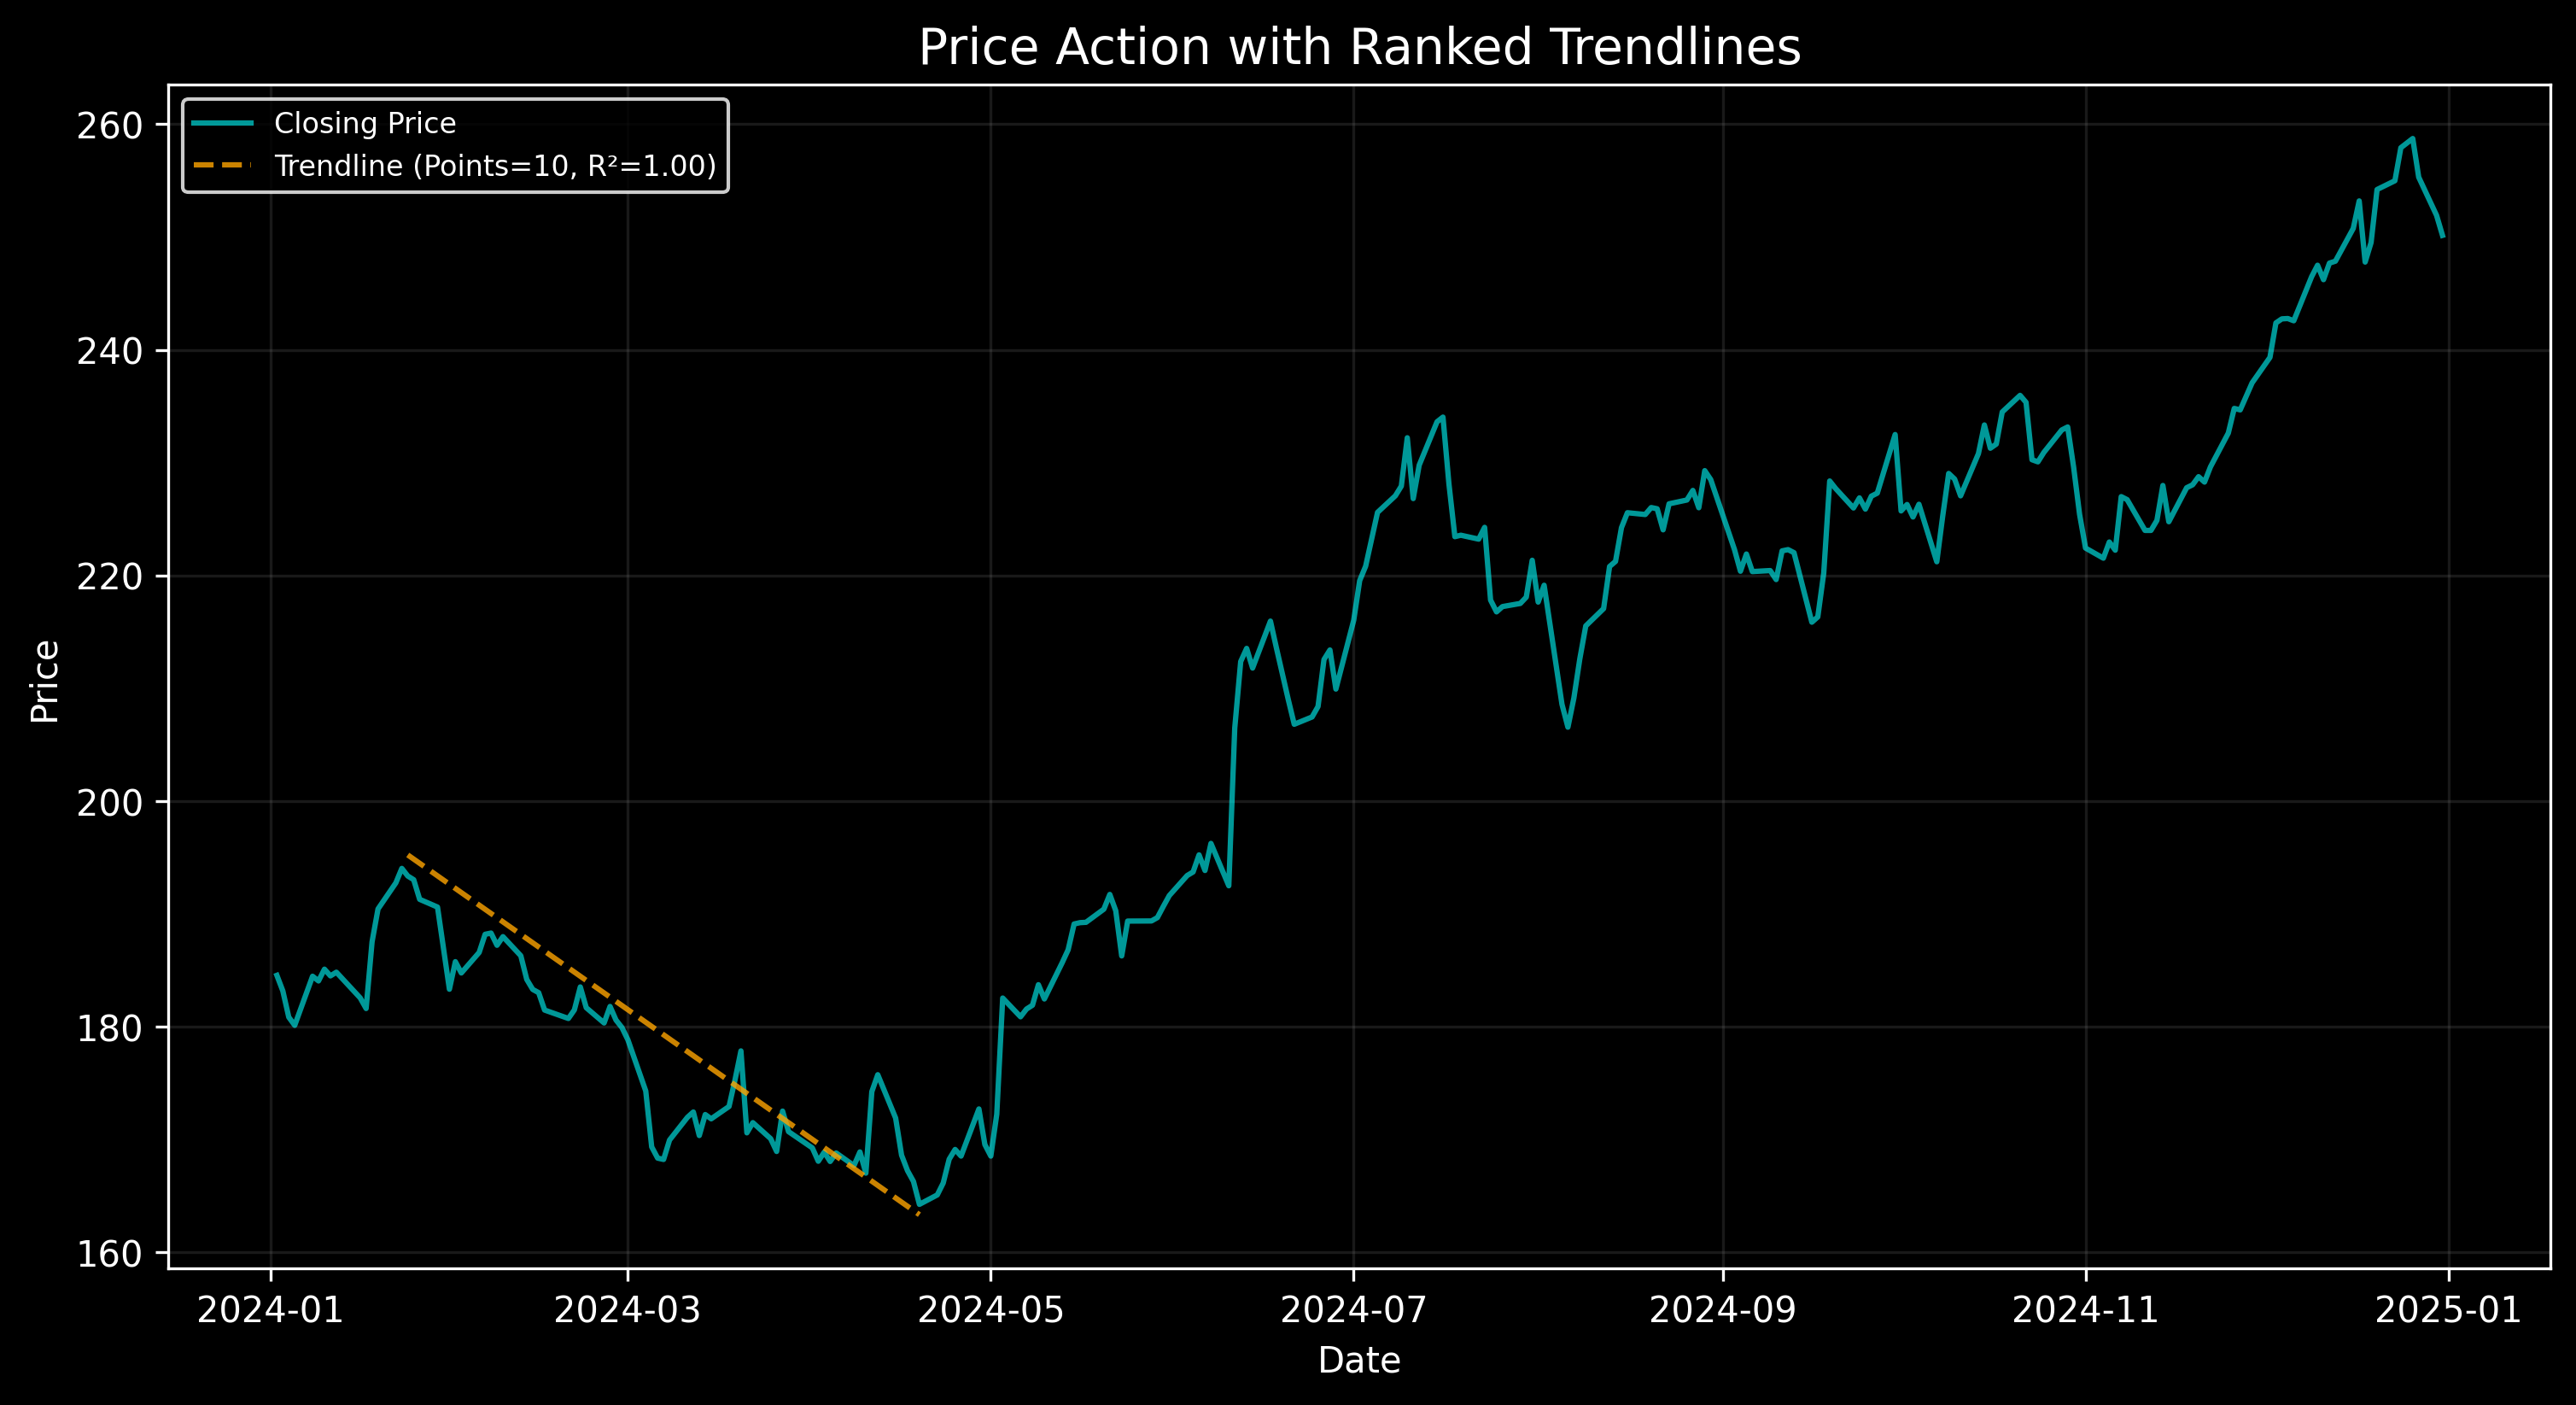 Price Action with Ranked Trendlines
Closing Price
Trendline (Points=10, R²=1.00)
260
240
220
200
180
160
Price
2024-01
2024-03
2024-05
2024-07
2024-09
2024-11
2025-01
Date